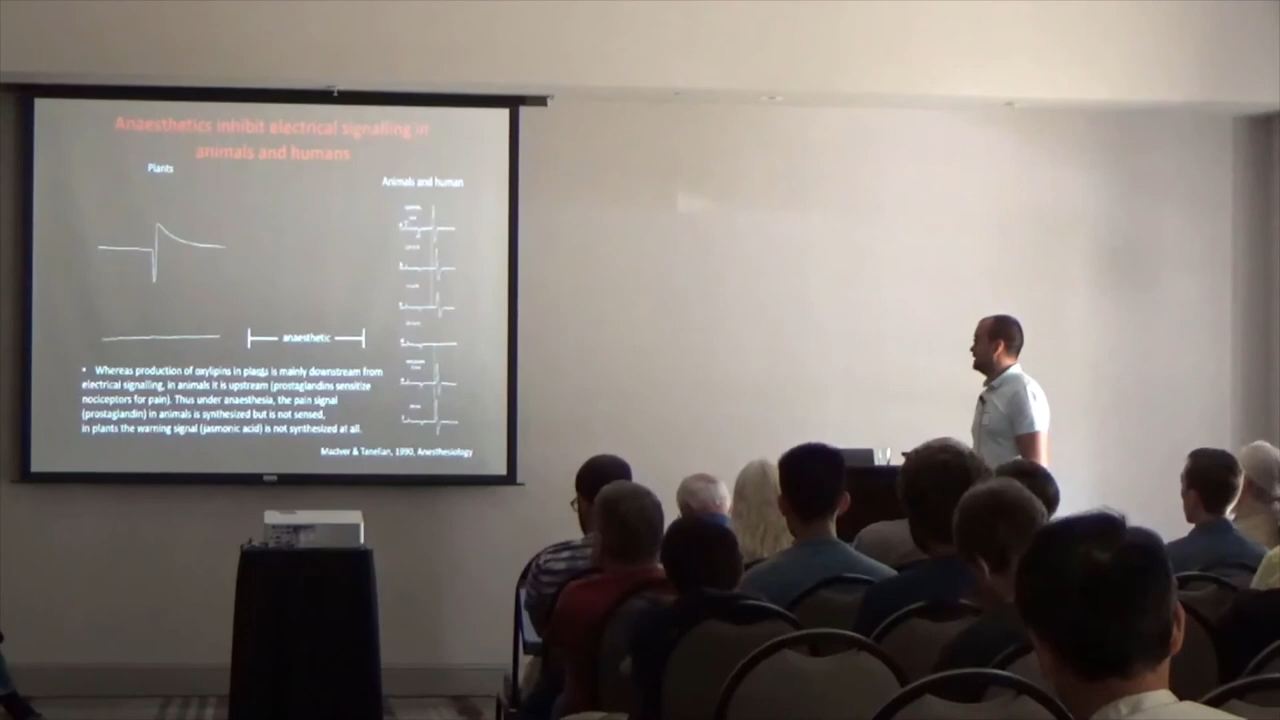 Anaesthetics inhibit electrical signalling in
animals and humans
Plants
Animals and human
anaesthetic
• Whereas production of oxylipins in plants is mainly downstream from
electrical signalling, in animals it is upstream (prostaglandins sensitize
nociceptors for pain). Thus under anaesthesia, the pain signal
(prostaglandin) in animals is synthesized but is not sensed,
in plants the warning signal (jasmonic acid) is not synthesized at all.
MacIver & Tanelian, 1990, Anesthesiology